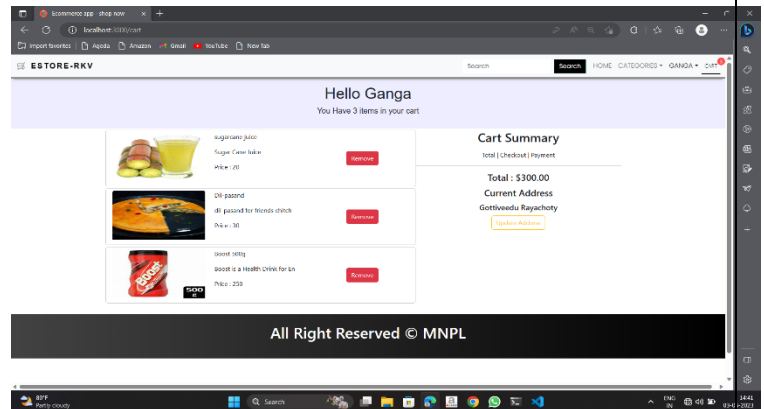 Ecommerce app - shop now
localhost:3000/cart
Import favorites Agoda Amazon Gmail YouTube New Tab
ESTORE-RKV Search Search HOME CATEGORIES GANGA CART 
Hello Ganga
You Have 3 items in your cart
sugarcane juice
Sugar Cane Juice
Price : 20
Remove
Dil-pasand
dil-pasand for friends chitch
Price : 30
Remove
Boost 500g
Boost is a Health Drink for En
Price : 250
Remove
Boost
500
g
Cart Summary
Total | Checkout | Payment
Total : $300.00
Current Address
Gottiveedu Rayachoty
Update Address
All Right Reserved © MNPL
80°F
Partly cloudy
Search
ENG
IN
14:41